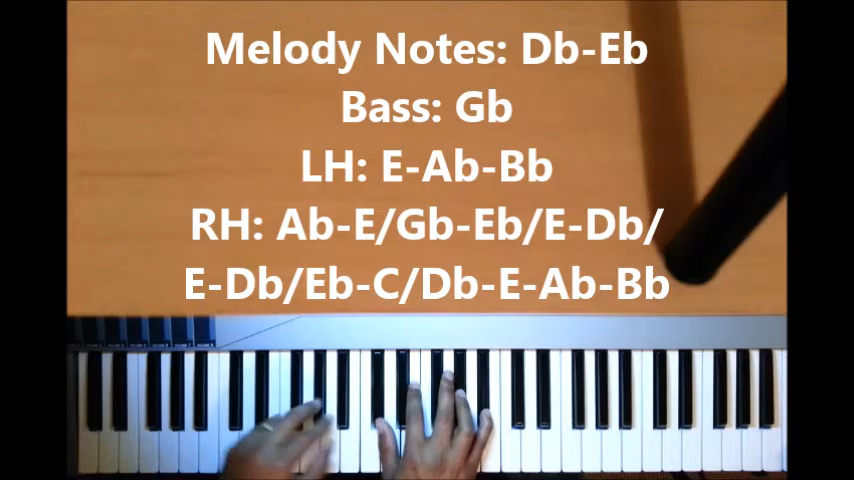 Melody Notes: Db-Eb
Bass: Gb
LH: E-Ab-Bb
RH: Ab-E/Gb-Eb/E-Db/
E-Db/Eb-C/Db-E-Ab-Bb